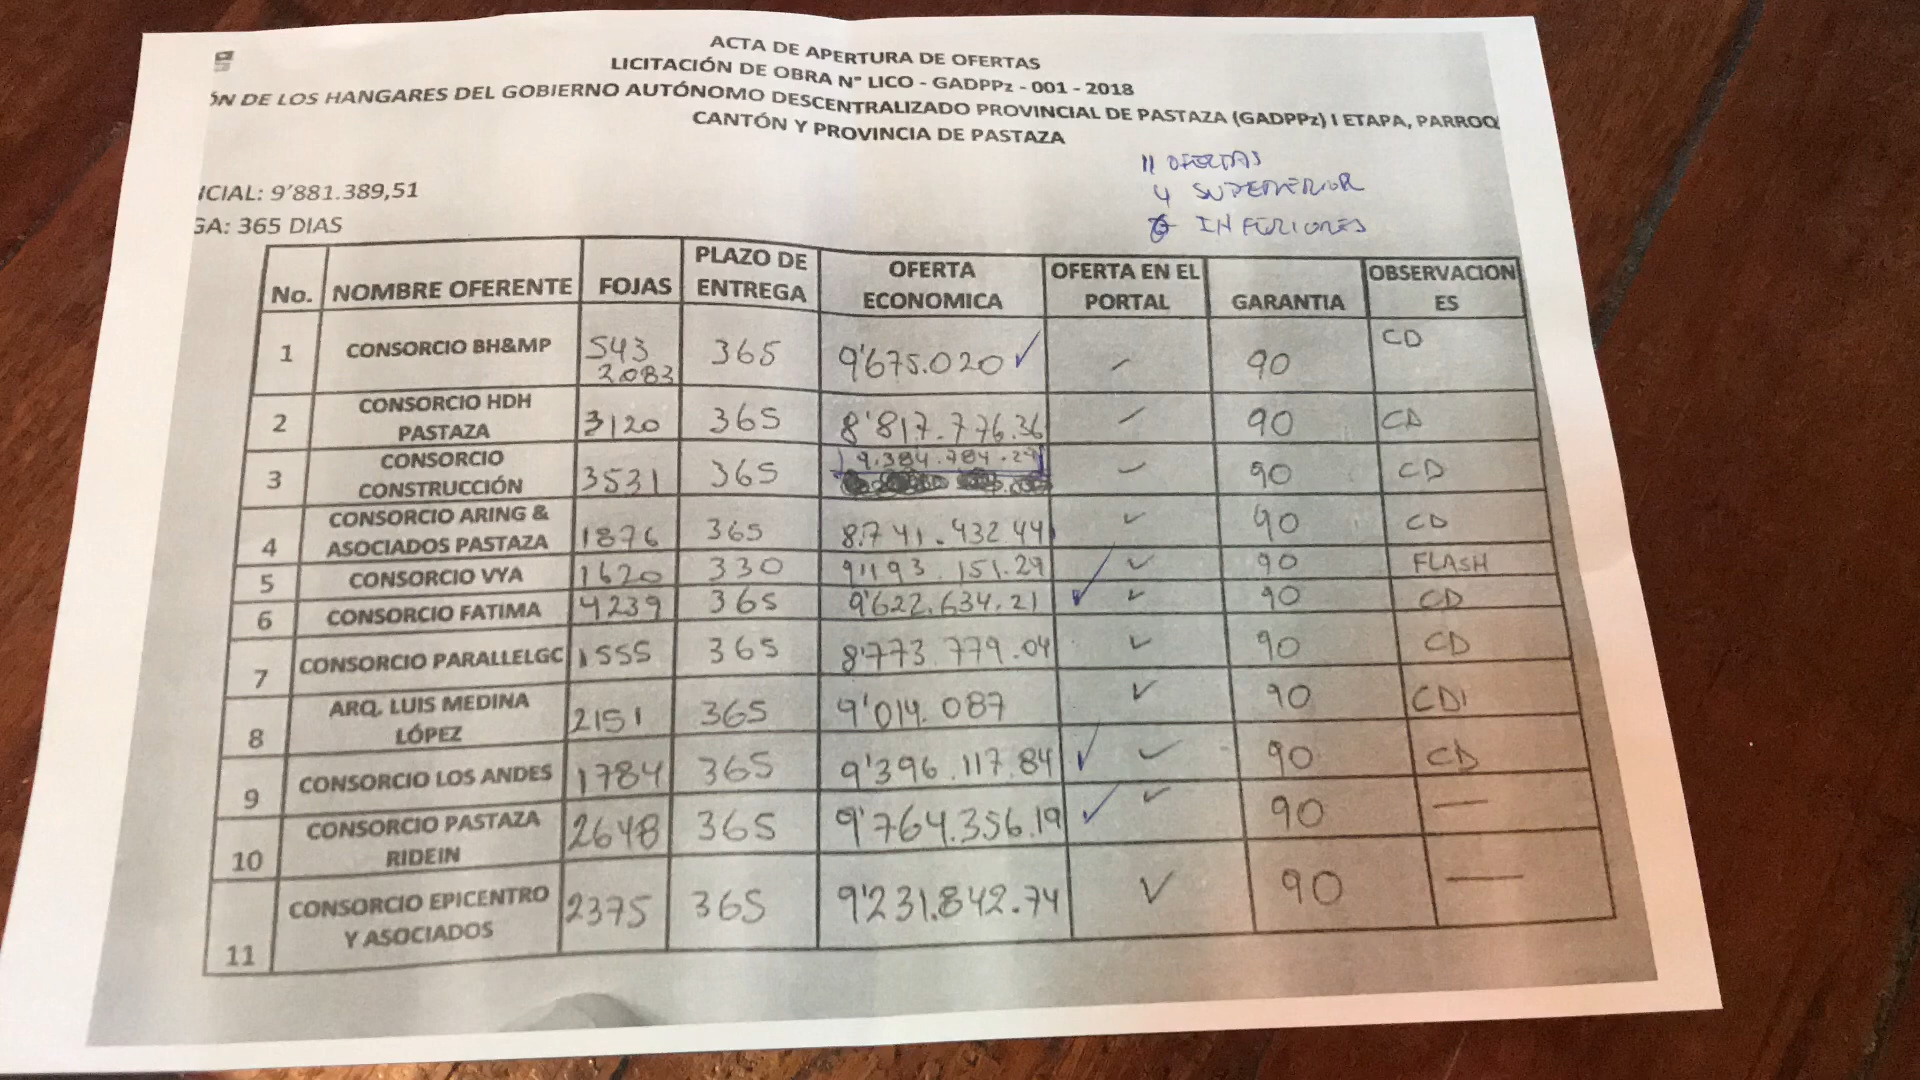 ACTA DE APERTURA DE OFERTAS
LICITACIÓN DE OBRA N° LICO - GADPPz - 001 - 2018
ÓN DE LOS HANGARES DEL GOBIERNO AUTÓNOMO DESCENTRALIZADO PROVINCIAL DE PASTAZA (GADPPz) I ETAPA, PARROQ
CANTÓN Y PROVINCIA DE PASTAZA
11 OFERTAS
4 SUPERIOR
6 INFERIORES
ICIAL: 9'881.389,51
GA: 365 DIAS
No. NOMBRE OFERENTE FOJAS PLAZO DE ENTREGA OFERTA ECONOMICA OFERTA EN EL PORTAL GARANTIA OBSERVACION ES
1 CONSORCIO BH&MP 543 2083 365 9'675.020 ✓ 90 CD
2 CONSORCIO HDH PASTAZA 3120 365 8'817.776.36 90 CD
3 CONSORCIO CONSTRUCCIÓN 3531 365 9.384.784.29 ✓ 90 CD
4 CONSORCIO ARING & ASOCIADOS PASTAZA 1876 365 8.741.432.44 ✓ 90 CD
5 CONSORCIO VYA 1620 330 9'193.151.29 ✓ 90 FLASH
6 CONSORCIO FATIMA 4239 365 9'622.634.21 ✓ ✓ 90 CD
7 CONSORCIO PARALLELGC 1555 365 8'773.779.04 ✓ 90 CD
8 ARQ. LUIS MEDINA LÓPEZ 2151 365 9'014.087 ✓ 90 CD
9 CONSORCIO LOS ANDES 1784 365 9'396.117.84 ✓ ✓ 90 CD
10 CONSORCIO PASTAZA RIDEIN 2648 365 9'764.356.19 ✓ ✓ 90 —
11 CONSORCIO EPICENTRO Y ASOCIADOS 2375 365 9'231.842.74 ✓ 90 —